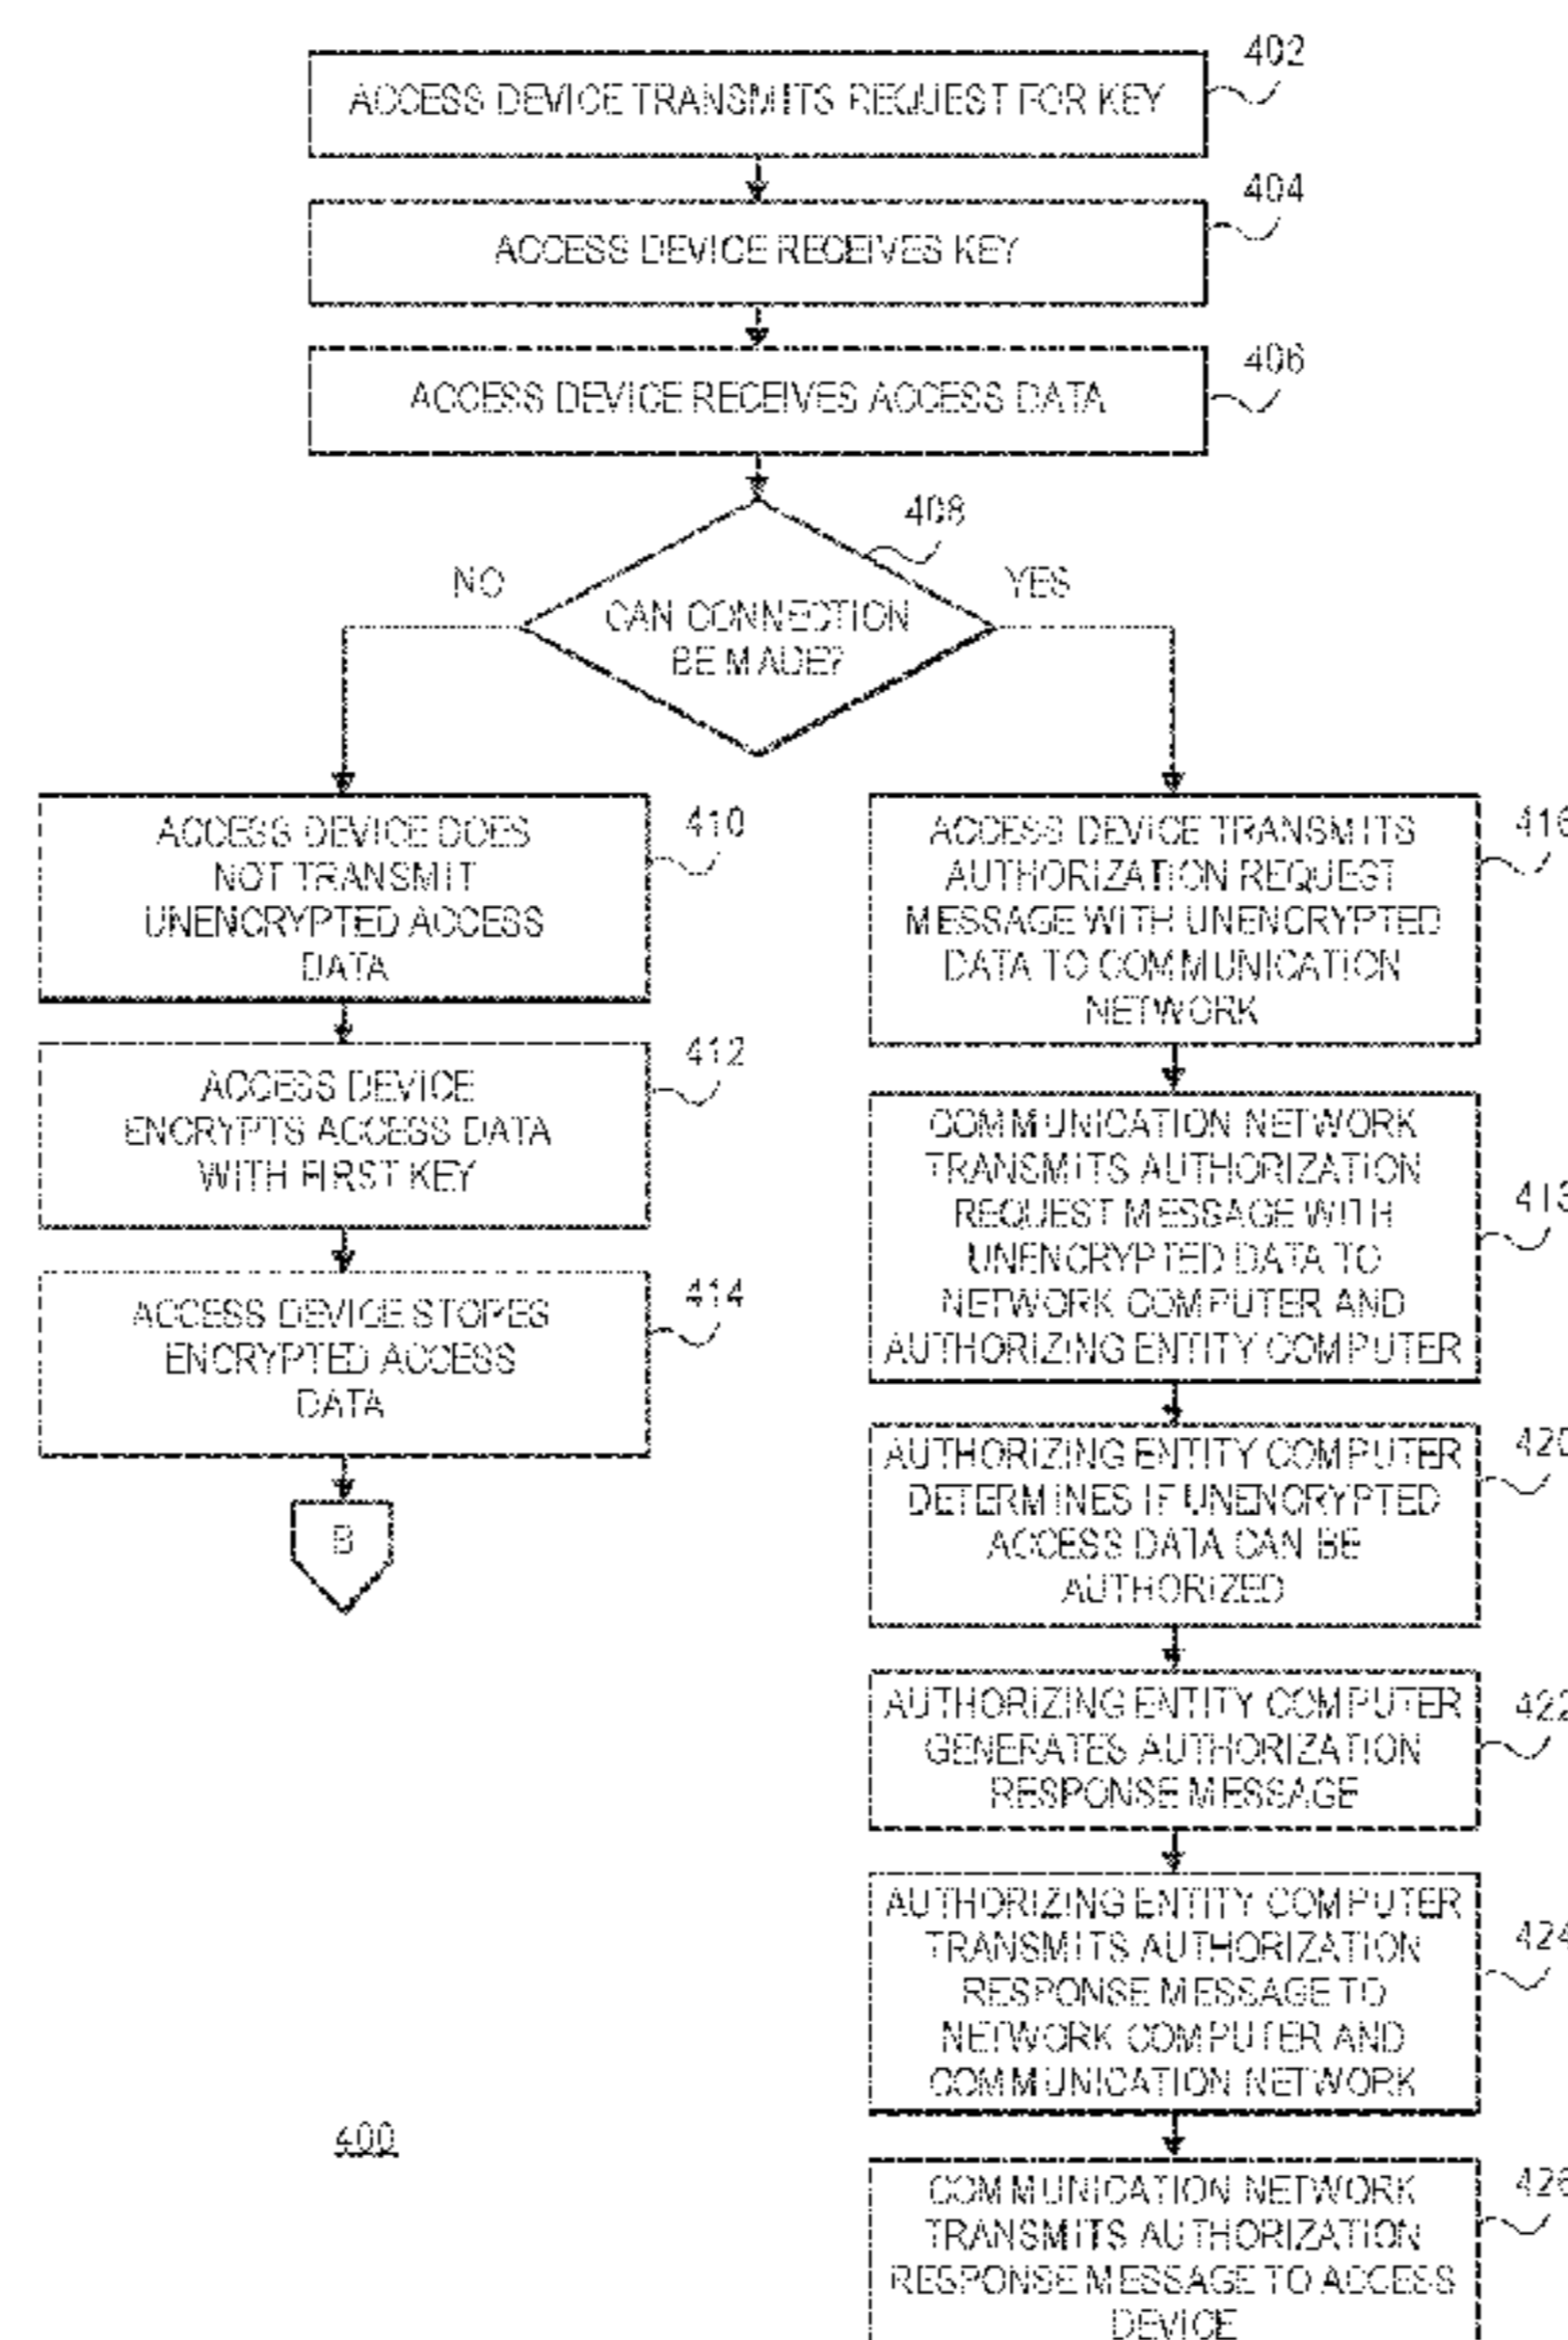 402
ACCESS DEVICE TRANSMITS REQUEST FOR KEY
404
ACCESS DEVICE RECEIVES KEY
406
ACCESS DEVICE RECEIVES ACCESS DATA
408
NO
YES
CAN CONNECTION
BE MADE?
410
ACCESS DEVICE DOES
NOT TRANSMIT
UNENCRYPTED ACCESS
DATA
412
ACCESS DEVICE
ENCRYPTS ACCESS DATA
WITH FIRST KEY
414
ACCESS DEVICE STORES
ENCRYPTED ACCESS
DATA
B
416
ACCESS DEVICE TRANSMITS
AUTHORIZATION REQUEST
MESSAGE WITH UNENCRYPTED
DATA TO COMMUNICATION
NETWORK
COMMUNICATION NETWORK
TRANSMITS AUTHORIZATION
REQUEST MESSAGE WITH
UNENCRYPTED DATA TO
NETWORK COMPUTER AND
AUTHORIZING ENTITY COMPUTER
420
AUTHORIZING ENTITY COMPUTER
DETERMINES IF UNENCRYPTED
ACCESS DATA CAN BE
AUTHORIZED
422
AUTHORIZING ENTITY COMPUTER
GENERATES AUTHORIZATION
RESPONSE MESSAGE
424
AUTHORIZING ENTITY COMPUTER
TRANSMITS AUTHORIZATION
RESPONSE MESSAGE TO
NETWORK COMPUTER AND
COMMUNICATION NETWORK
426
COMMUNICATION NETWORK
TRANSMITS AUTHORIZATION
RESPONSE MESSAGE TO ACCESS
DEVICE
400